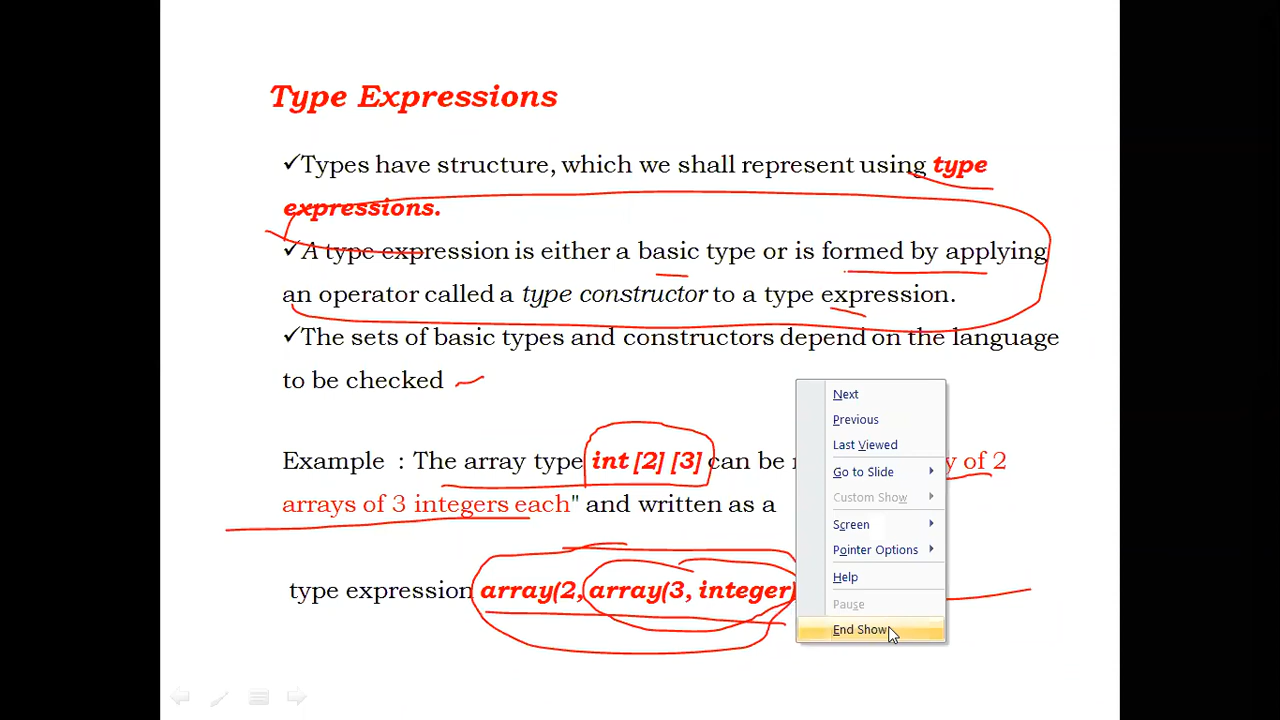 Type Expressions
✓Types have structure, which we shall represent using type
expressions.
✓A type expression is either a basic type or is formed by applying
an operator called a type constructor to a type expression.
✓The sets of basic types and constructors depend on the language
to be checked
Example : The array type int [2] [3] can be of 2
arrays of 3 integers each" and written as a
type expression array(2, array(3, integer)
Next
Previous
Last Viewed
Go to Slide
Custom Show
Screen
Pointer Options
Help
Pause
End Show